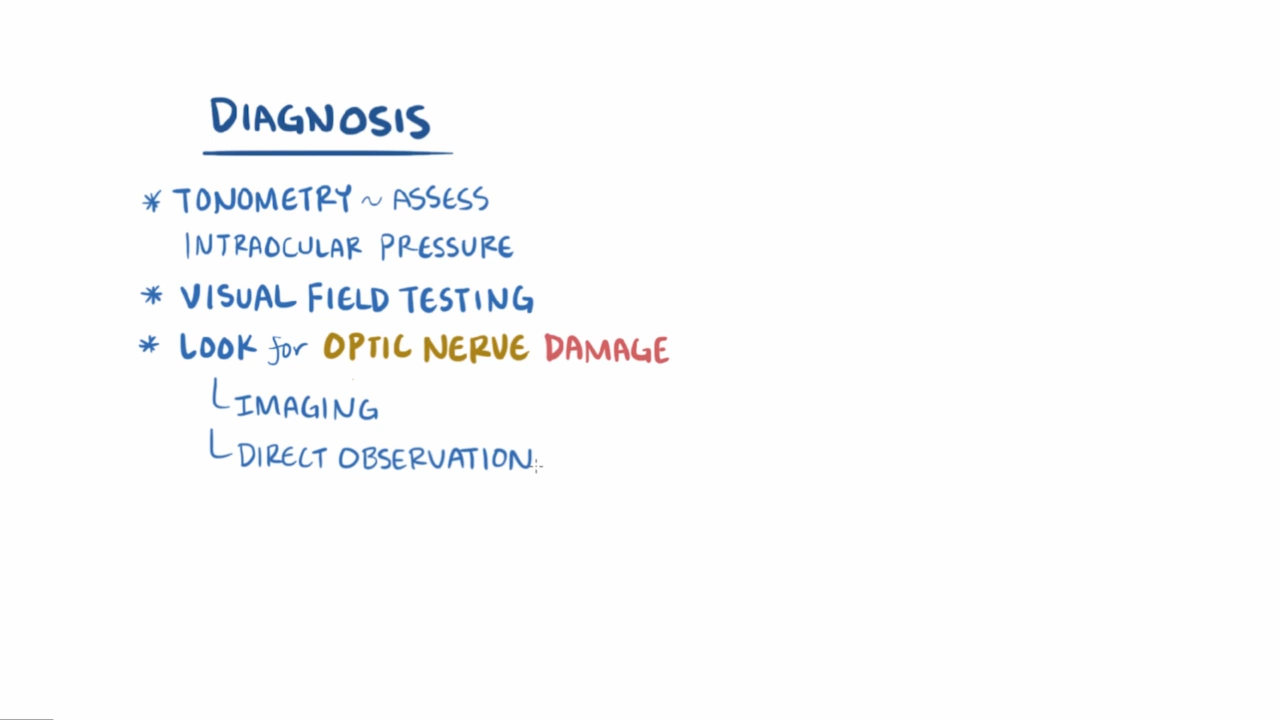 DIAGNOSIS
* TONOMETRY ~ ASSESS
INTRAOCULAR PRESSURE
* VISUAL FIELD TESTING
* LOOK for OPTIC NERVE DAMAGE
IMAGING
DIRECT OBSERVATION